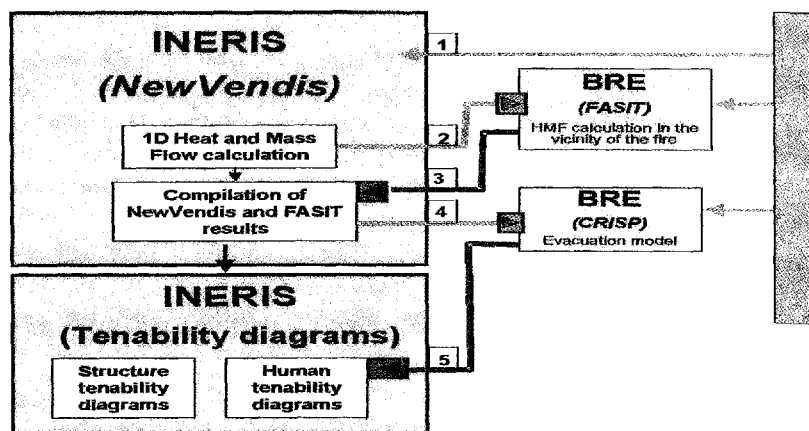 INERIS
(NewVendis)
1D Heat and Mass
Flow calculation
Compilation of
NewVendis and FASIT
results
1
2
3
4
BRE
(FASIT)
HMF calculation in the
vicinity of the fire
BRE
(CRISP)
Evacuation model
INERIS
(Tenability diagrams)
Structure
tenability
diagrams
Human
tenability
diagrams
5